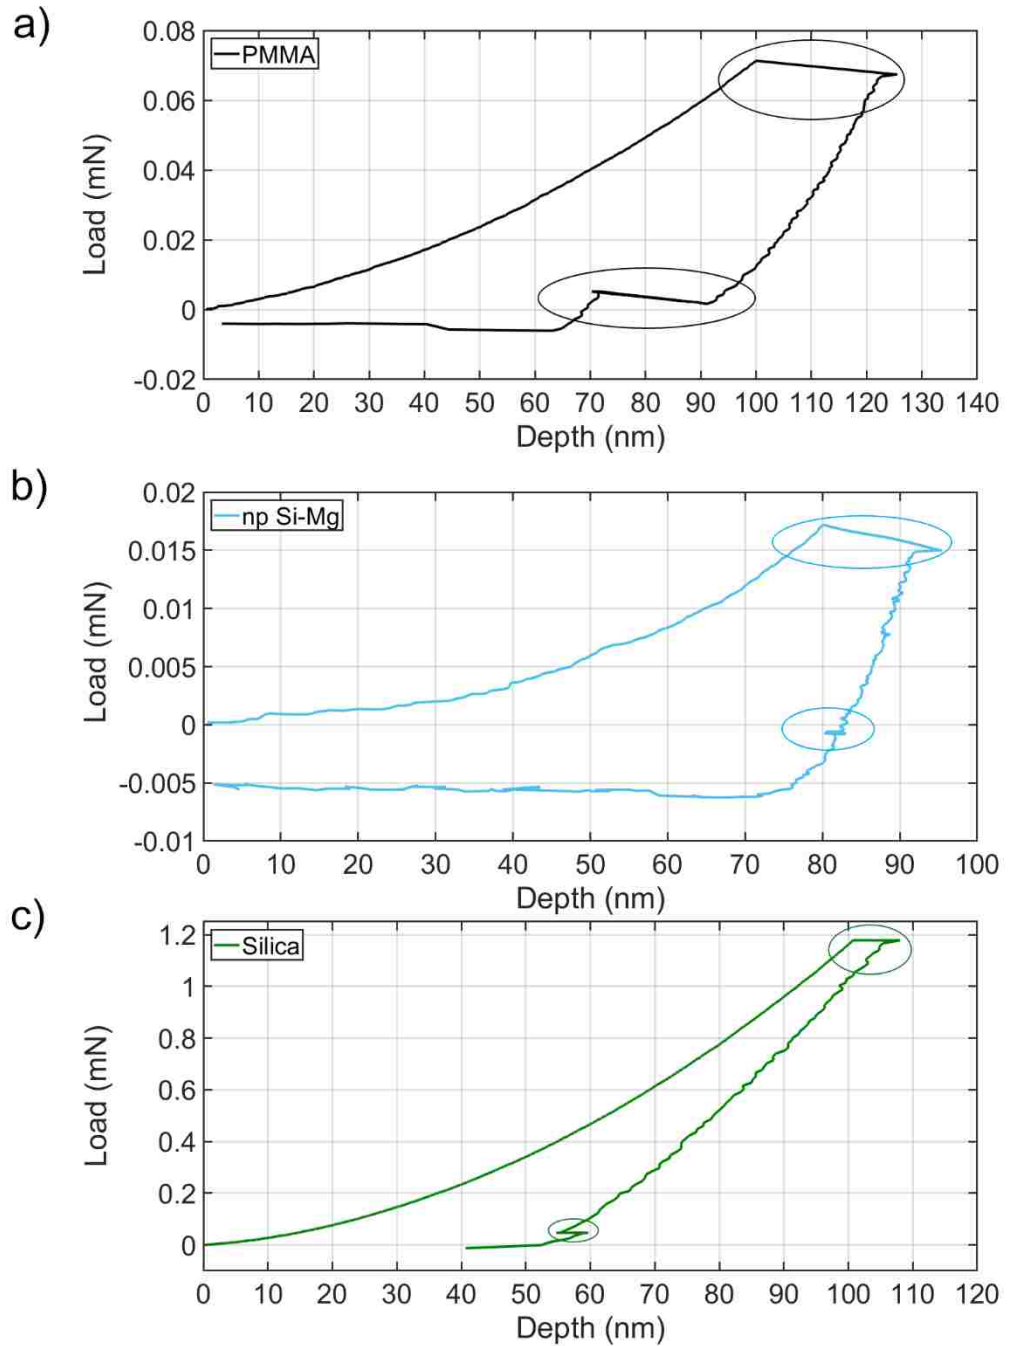 a)
PMMA
0.08
0.06
0.04
0.02
0
-0.02
Load (mN)
0 10 20 30 40 50 60 70 80 90 100 110 120 130 140
Depth (nm)
b)
np Si-Mg
0.02
0.015
0.01
0.005
0
-0.005
-0.01
Load (mN)
0 10 20 30 40 50 60 70 80 90 100
Depth (nm)
c)
Silica
1.2
1
0.8
0.6
0.4
0.2
0
Load (mN)
0 10 20 30 40 50 60 70 80 90 100 110 120
Depth (nm)